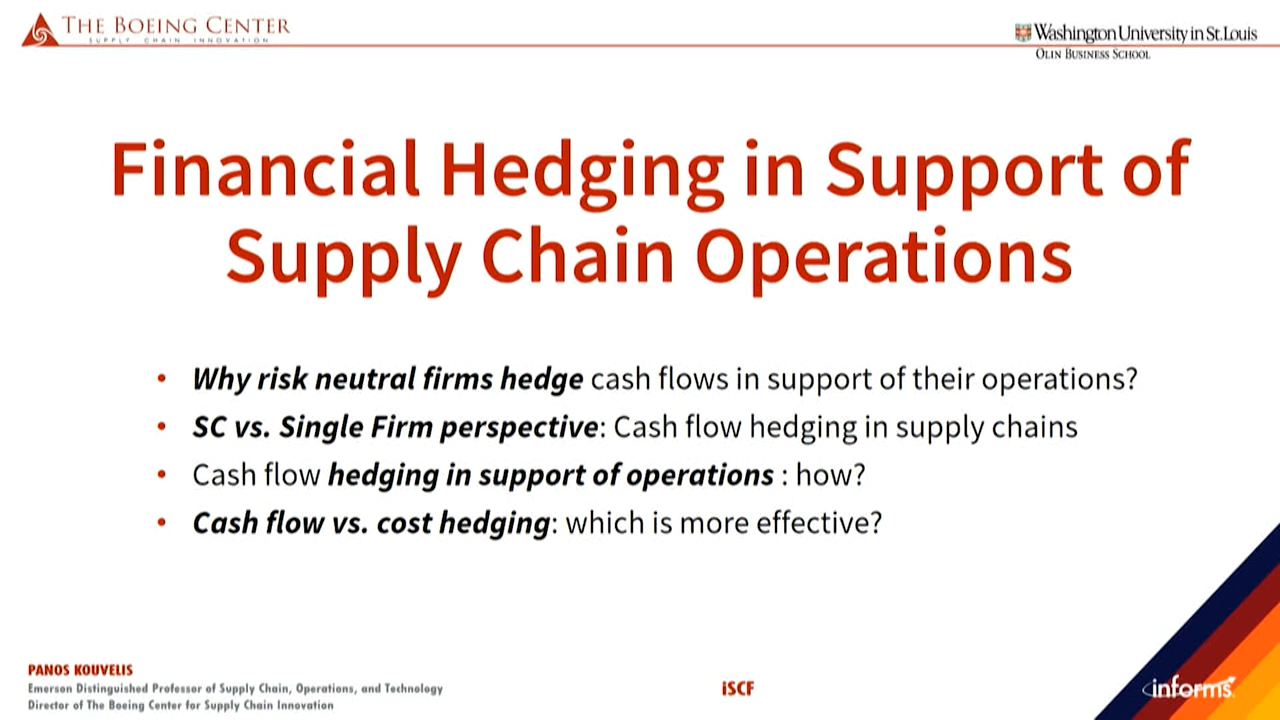 THE BOEING CENTER
SUPPLY CHAIN INNOVATION
Washington University in St. Louis
OLIN BUSINESS SCHOOL
Financial Hedging in Support of
Supply Chain Operations
• Why risk neutral firms hedge cash flows in support of their operations?
• SC vs. Single Firm perspective: Cash flow hedging in supply chains
• Cash flow hedging in support of operations : how?
• Cash flow vs. cost hedging: which is more effective?
PANOS KOUVELIS
Emerson Distinguished Professor of Supply Chain, Operations, and Technology
Director of The Boeing Center for Supply Chain Innovation
iSCF
informs